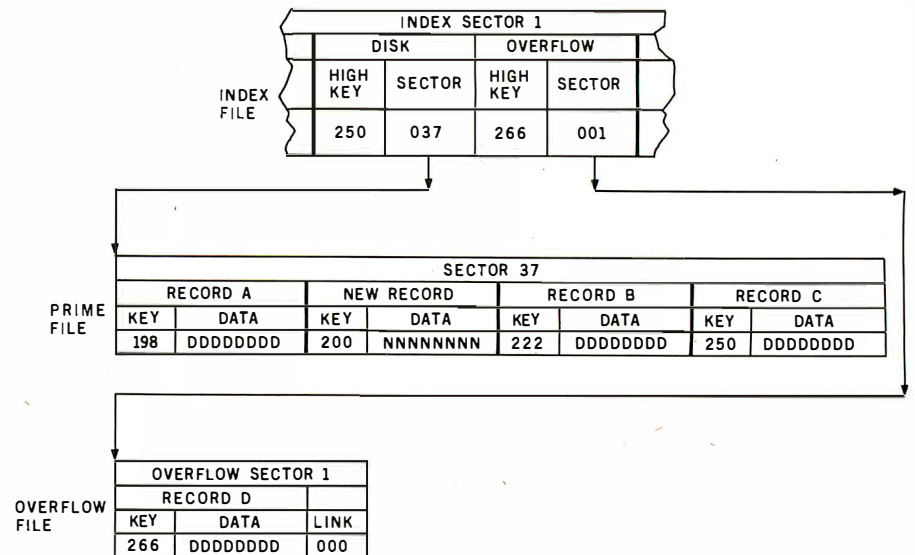 INDEX SECTOR 1
DISK OVERFLOW
HIGH KEY SECTOR HIGH KEY SECTOR
INDEX FILE
250 037 266 001
SECTOR 37
RECORD A NEW RECORD RECORD B RECORD C
PRIME FILE
KEY DATA KEY DATA KEY DATA KEY DATA
198 DDDDDDDD 200 NNNNNNNN 222 DDDDDDDD 250 DDDDDDDD
OVERFLOW SECTOR 1
RECORD D
OVERFLOW FILE
KEY DATA LINK
266 DDDDDDDD 000